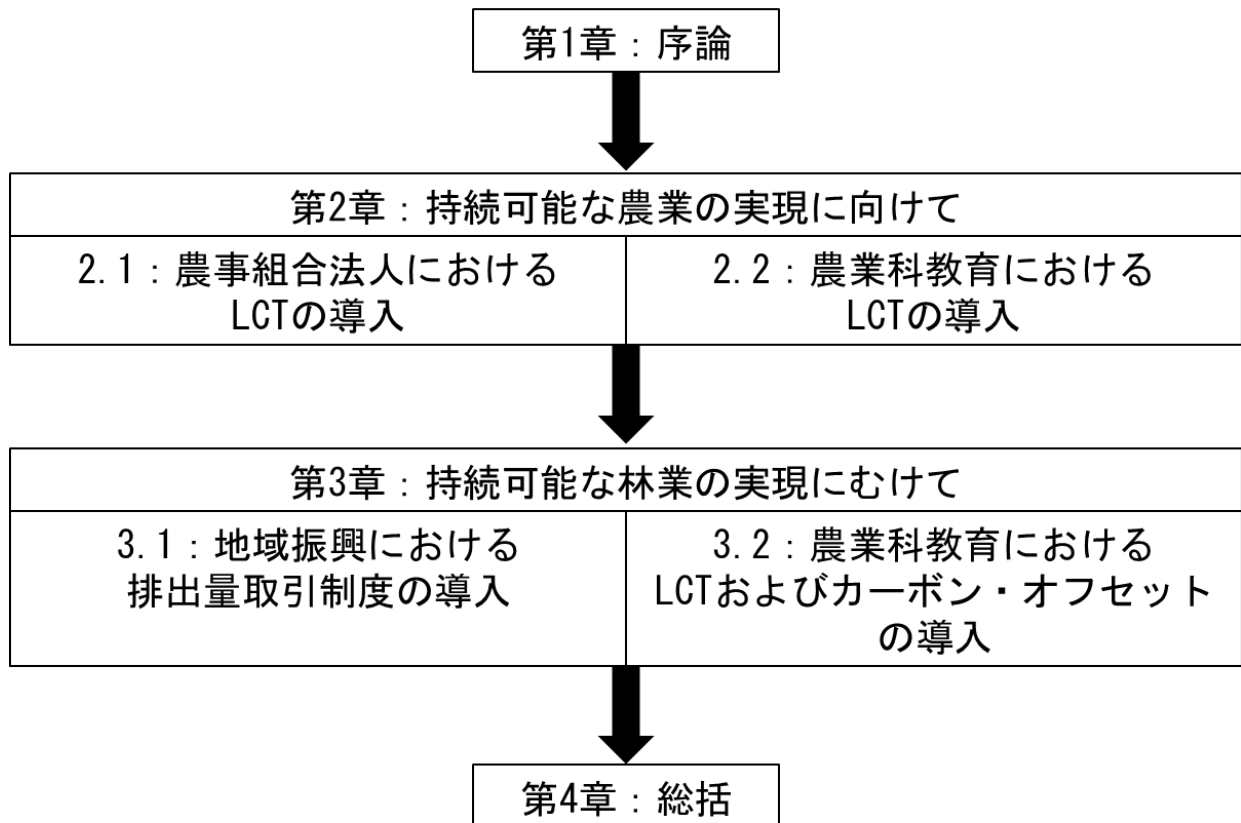 第1章：序論
第2章：持続可能な農業の実現に向けて
2.1：農事組合法人における
LCTの導入
2.2：農業科教育における
LCTの導入
第3章：持続可能な林業の実現にむけて
3.1：地域振興における
排出量取引制度の導入
3.2：農業科教育における
LCTおよびカーボン・オフセット
の導入
第4章：総括